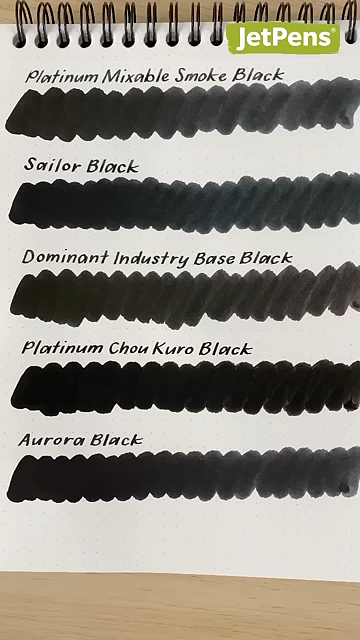 JetPens®
Platinum Mixable Smoke Black
Sailor Black
Dominant Industry Base Black
Platinum Chou Kuro Black
Aurora Black